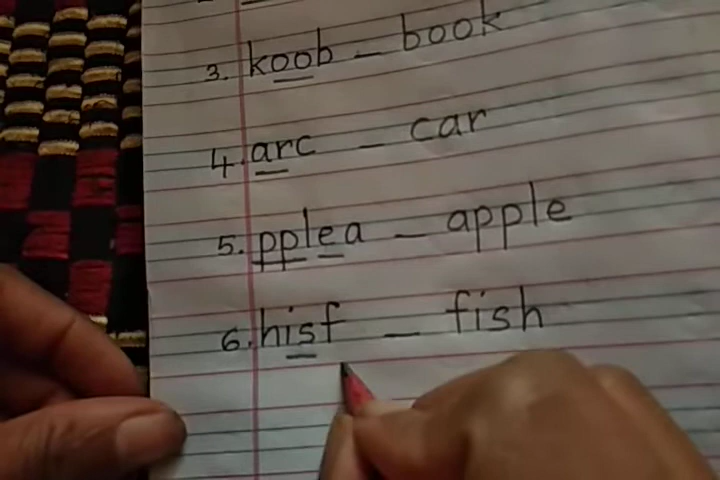 3. koob – book
4. arc – car
5. pplea – apple
6. hisf – fish